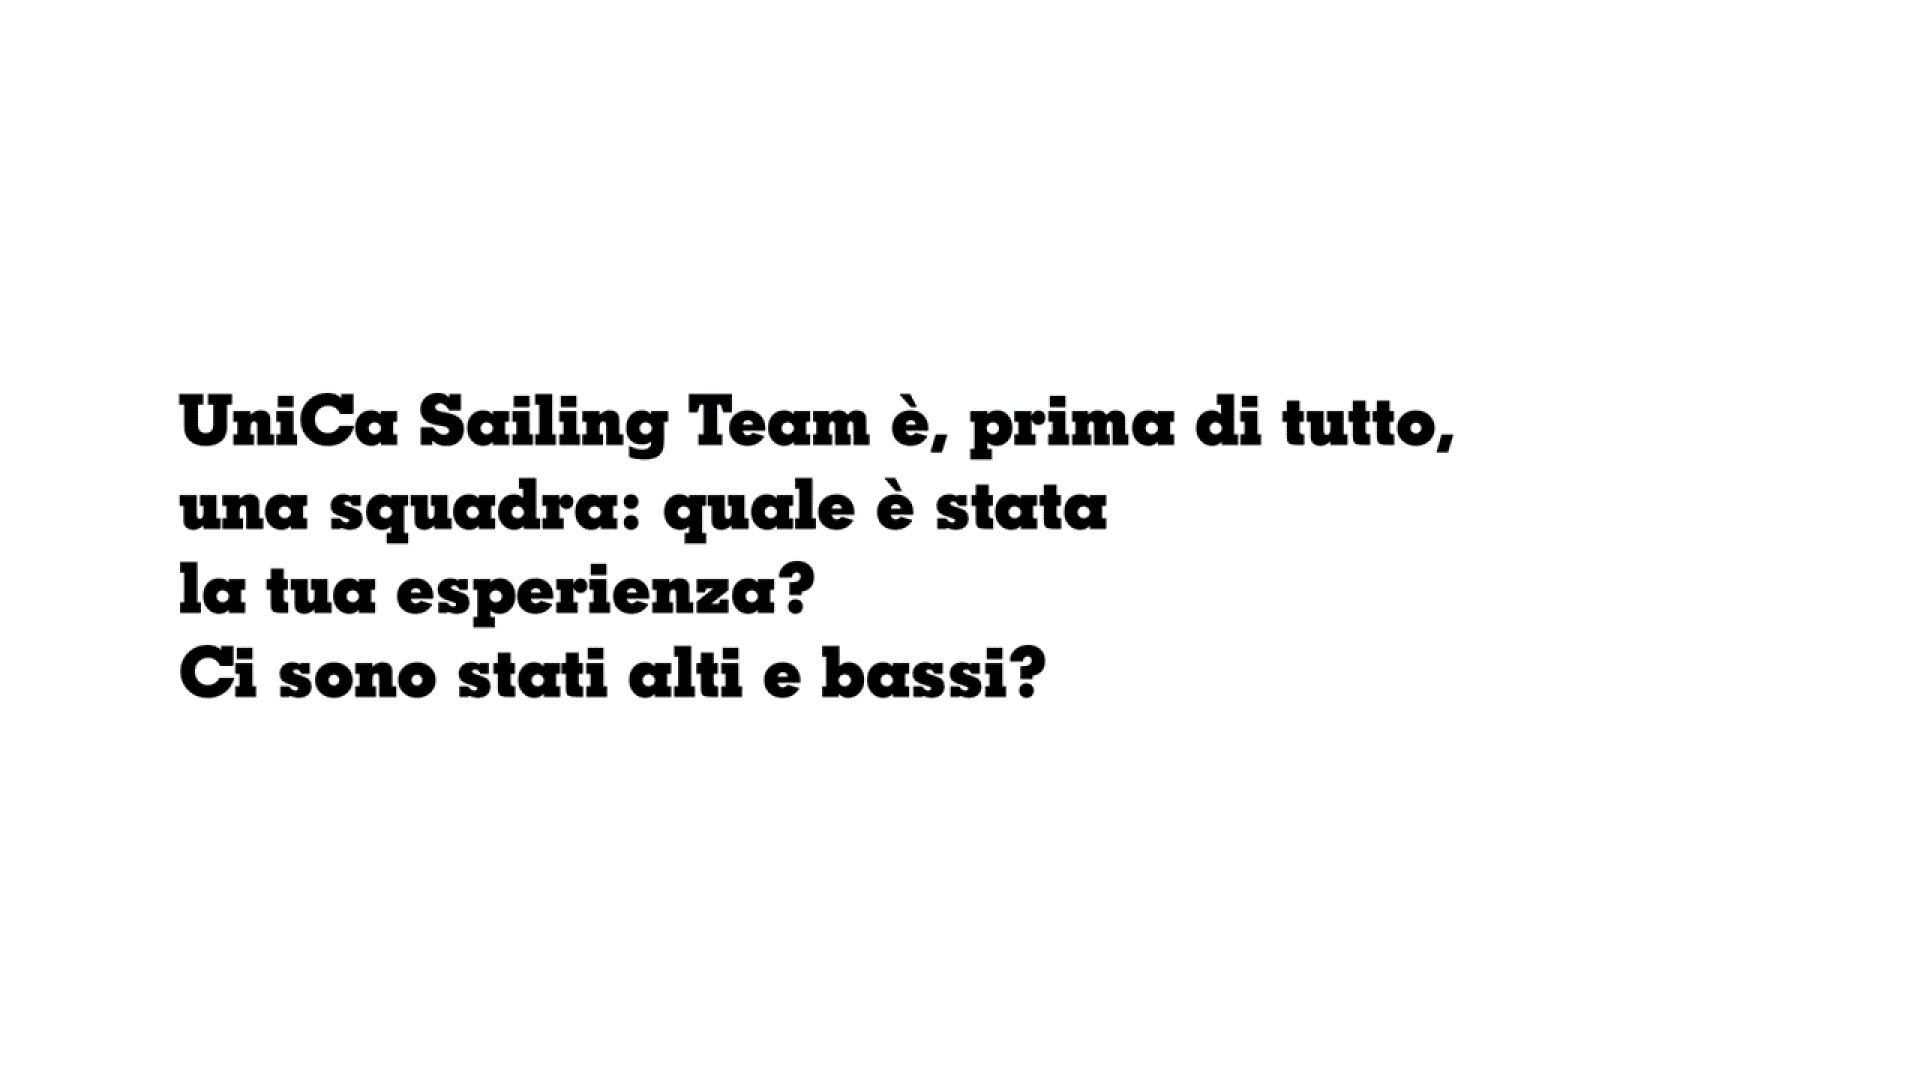 UniCa Sailing Team è, prima di tutto,
una squadra: quale è stata
la tua esperienza?
Ci sono stati alti e bassi?